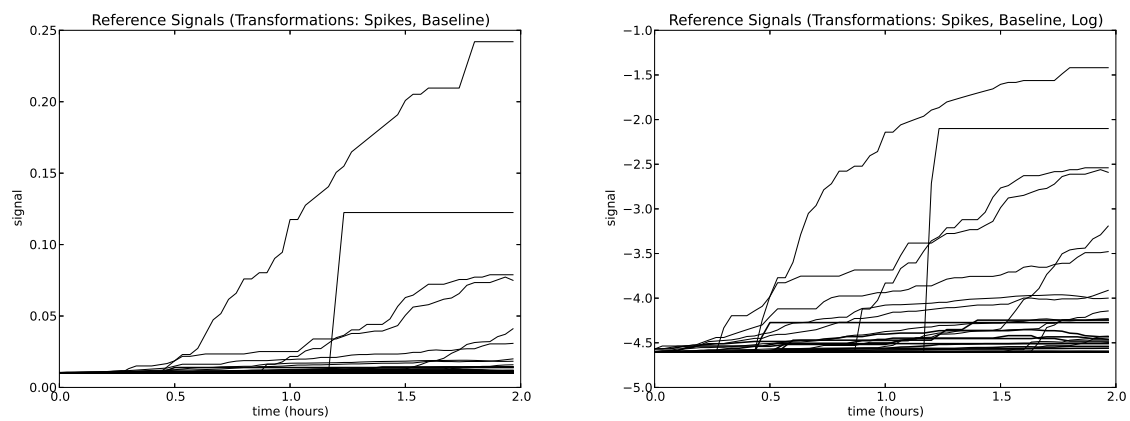 Reference Signals (Transformations: Spikes, Baseline)
0.25
0.20
0.15
0.10
0.05
0.00
signal
0.0 0.5 1.0 1.5 2.0
time (hours)
Reference Signals (Transformations: Spikes, Baseline, Log)
−1.0
−1.5
−2.0
−2.5
−3.0
−3.5
−4.0
−4.5
−5.0
signal
0.0 0.5 1.0 1.5 2.0
time (hours)